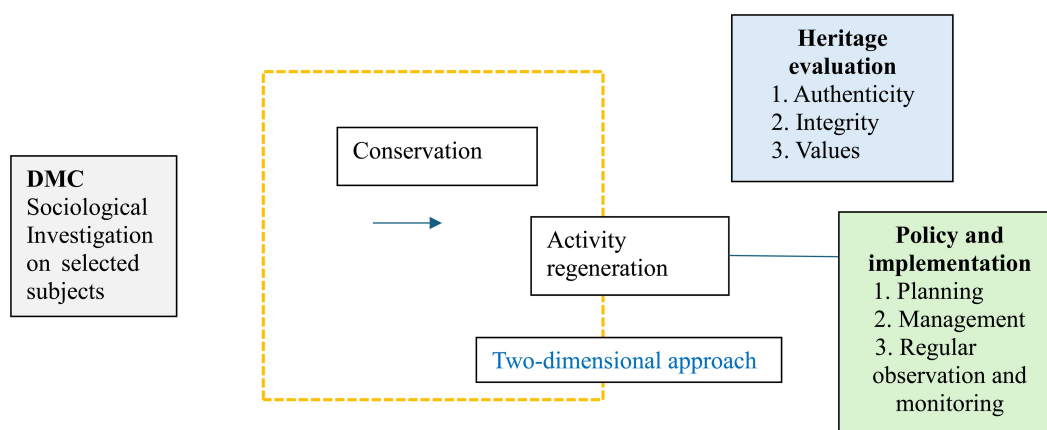 DMC
Sociological
Investigation
on selected
subjects
Conservation
Activity
regeneration
Two-dimensional approach
Heritage
evaluation
1. Authenticity
2. Integrity
3. Values
Policy and
implementation
1. Planning
2. Management
3. Regular
observation and
monitoring